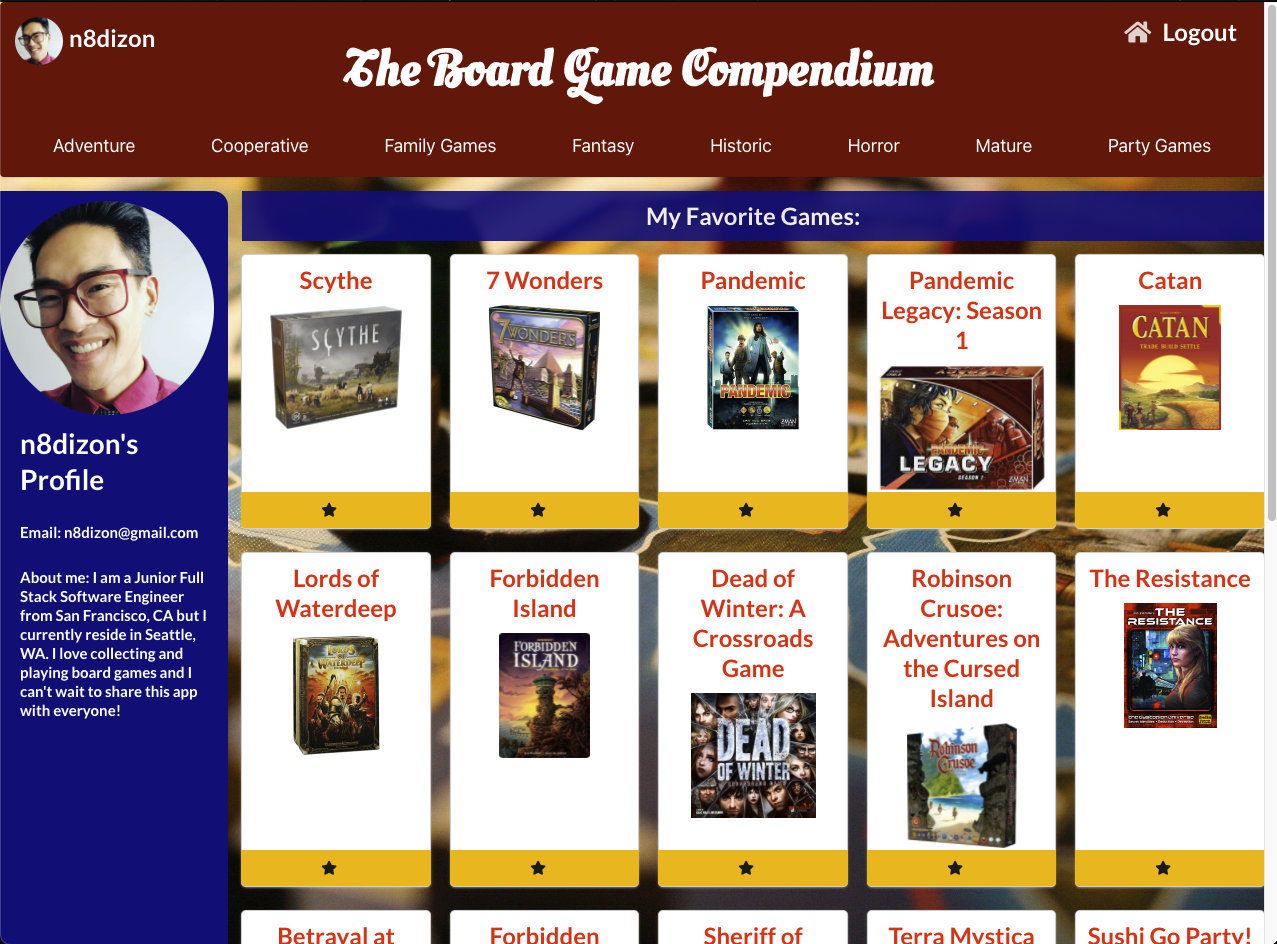 n8dizon
Logout
The Board Game Compendium
Adventure
Cooperative
Family Games
Fantasy
Historic
Horror
Mature
Party Games
n8dizon's
Profile
Email: n8dizon@gmail.com
About me: I am a Junior Full
Stack Software Engineer
from San Francisco, CA but I
currently reside in Seattle,
WA. I love collecting and
playing board games and I
can't wait to share this app
with everyone!
My Favorite Games:
Scythe
SCYTHE
7 Wonders
7 WONDERS
Pandemic
PANDEMIC
Z-MAN
Pandemic
Legacy: Season
1
PANDEMIC
LEGACY
SEASON 1
Z-MAN
Catan
CATAN
TRADE BUILD SETTLE
Lords of
Waterdeep
LORDS OF
WATERDEEP
Forbidden
Island
FORBIDDEN
ISLAND
Dead of
Winter: A
Crossroads
Game
DEAD
OF WINTER
Robinson
Crusoe:
Adventures on
the Cursed
Island
Robinson
Crusoe
The Resistance
THE
RESISTANCE
Betrayal at
Forbidden
Sheriff of
Terra Mystica
Sushi Go Party!